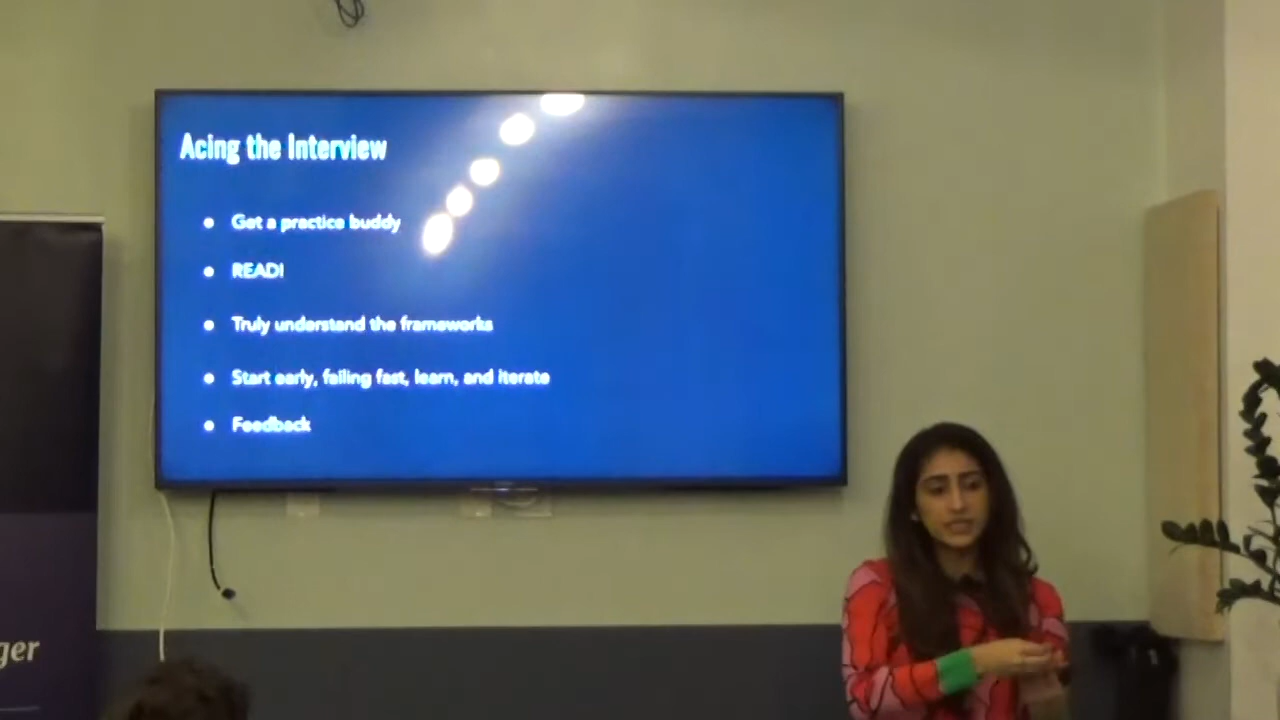 Acing the Interview
• Get a practice buddy
• READ!
• Truly understand the frameworks
• Start early, failing fast, learn, and iterate
• Feedback
ger